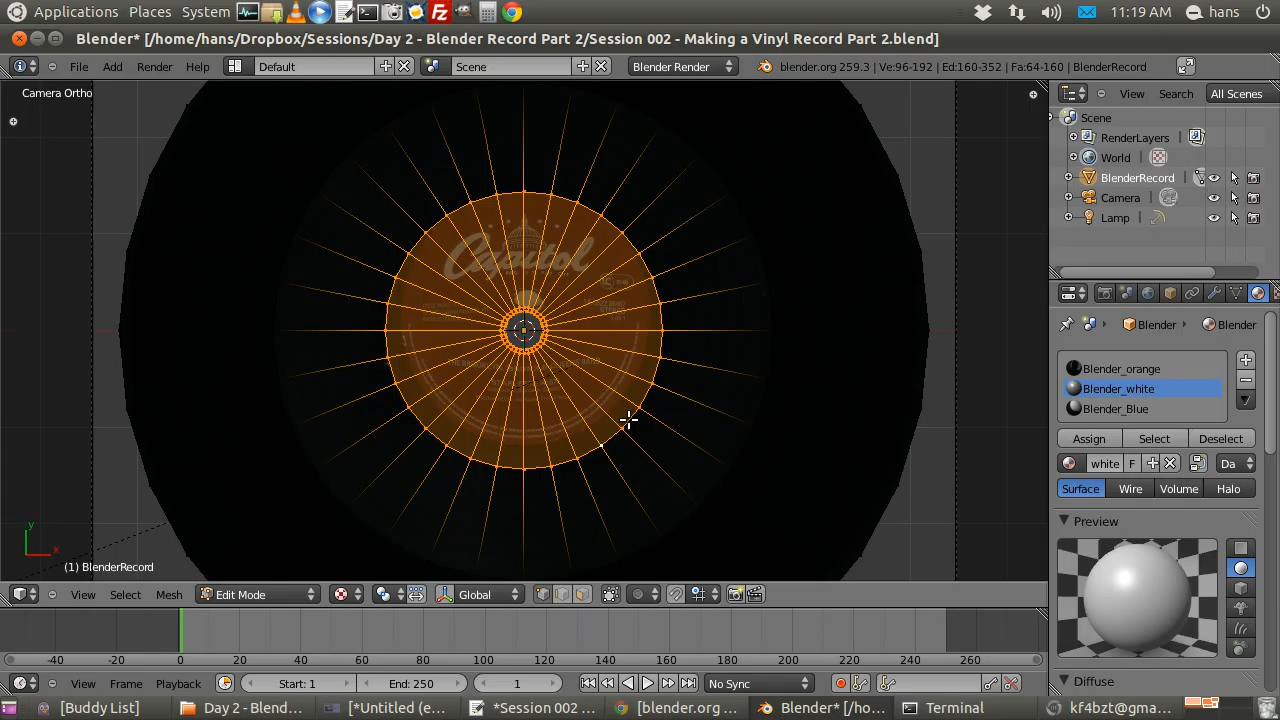 Applications Places System 11:19 AM hans
Blender* [/home/hans/Dropbox/Sessions/Day 2 - Blender Record Part 2/Session 002 - Making a Vinyl Record Part 2.blend]
File Add Render Help Default Scene Blender Render blender.org 259.3 | Ve:96-192 | Ed:160-352 | Fa:64-160 | BlenderRecord
Camera Ortho
View Search All Scenes
Scene
RenderLayers
World
BlenderRecord
Camera
Lamp
Capitol
Blender Blender
Blender_orange
Blender_white
Blender_Blue
Assign Select Deselect
white F Da
Surface Wire Volume Halo
Preview
y
x
(1) BlenderRecord
View Select Mesh Edit Mode Global
-40 -20 0 20 40 60 80 100 120 140 160 180 200 220 240 260
View Frame Playback Start: 1 End: 250 1 No Sync
Diffuse
[Buddy List] Day 2 - Blend... [*Untitled (e... *Session 002 ... [blender.org ... Blender* [/ho... Terminal kf4bzt@gma...